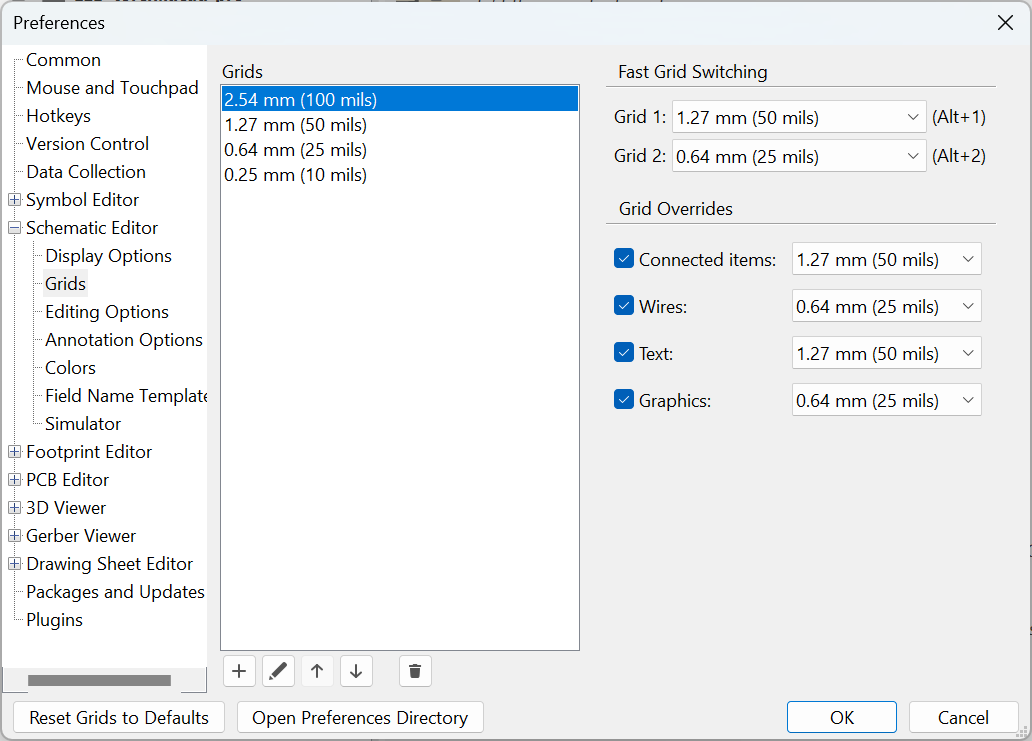 Preferences
Common
Mouse and Touchpad
Hotkeys
Version Control
Data Collection
Symbol Editor
Schematic Editor
Display Options
Grids
Editing Options
Annotation Options
Colors
Field Name Template
Simulator
Footprint Editor
PCB Editor
3D Viewer
Gerber Viewer
Drawing Sheet Editor
Packages and Updates
Plugins
Grids
2.54 mm (100 mils)
1.27 mm (50 mils)
0.64 mm (25 mils)
0.25 mm (10 mils)
Fast Grid Switching
Grid 1: 1.27 mm (50 mils) (Alt+1)
Grid 2: 0.64 mm (25 mils) (Alt+2)
Grid Overrides
Connected items: 1.27 mm (50 mils)
Wires: 0.64 mm (25 mils)
Text: 1.27 mm (50 mils)
Graphics: 0.64 mm (25 mils)
Reset Grids to Defaults
Open Preferences Directory
OK
Cancel